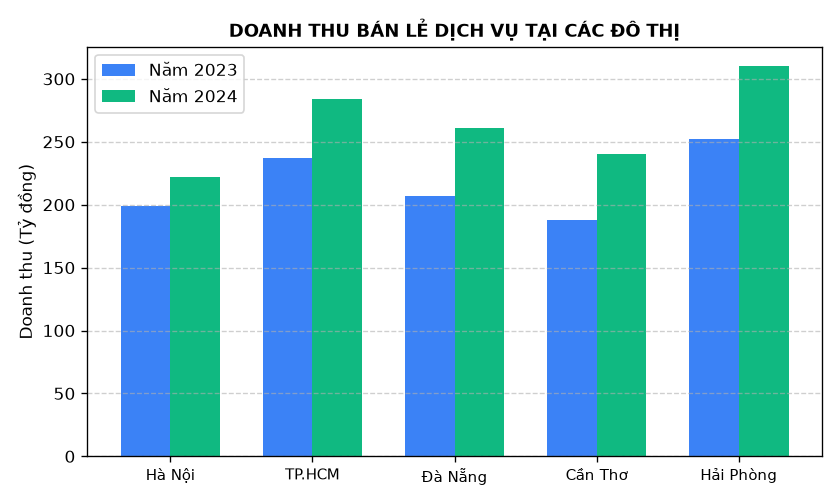 DOANH THU BÁN LẺ DỊCH VỤ TẠI CÁC ĐÔ THỊ
Năm 2023
Năm 2024
Doanh thu (Tỷ đồng)
300
250
200
150
100
50
0
Hà Nội TP.HCM Đà Nẵng Cần Thơ Hải Phòng